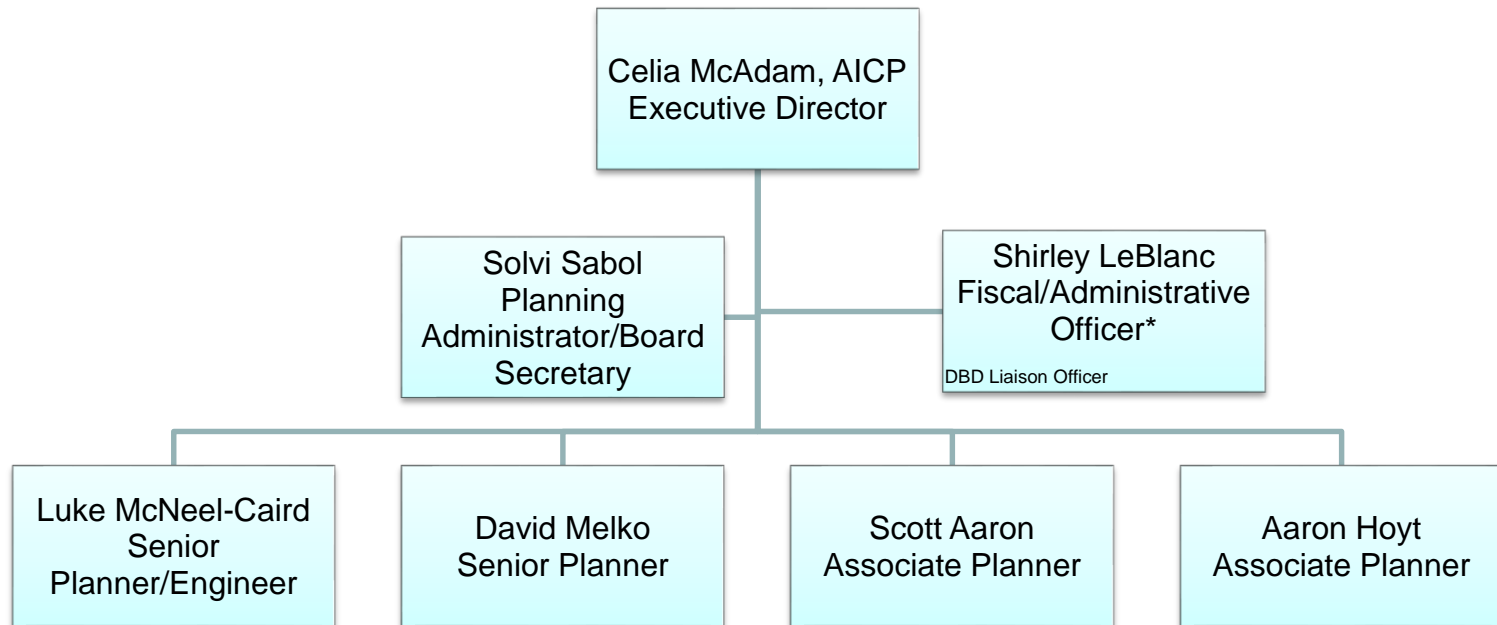 Celia McAdam, AICP
Executive Director
Solvi Sabol
Planning
Administrator/Board
Secretary
Shirley LeBlanc
Fiscal/Administrative
Officer*
DBD Liaison Officer
Luke McNeel-Caird
Senior
Planner/Engineer
David Melko
Senior Planner
Scott Aaron
Associate Planner
Aaron Hoyt
Associate Planner